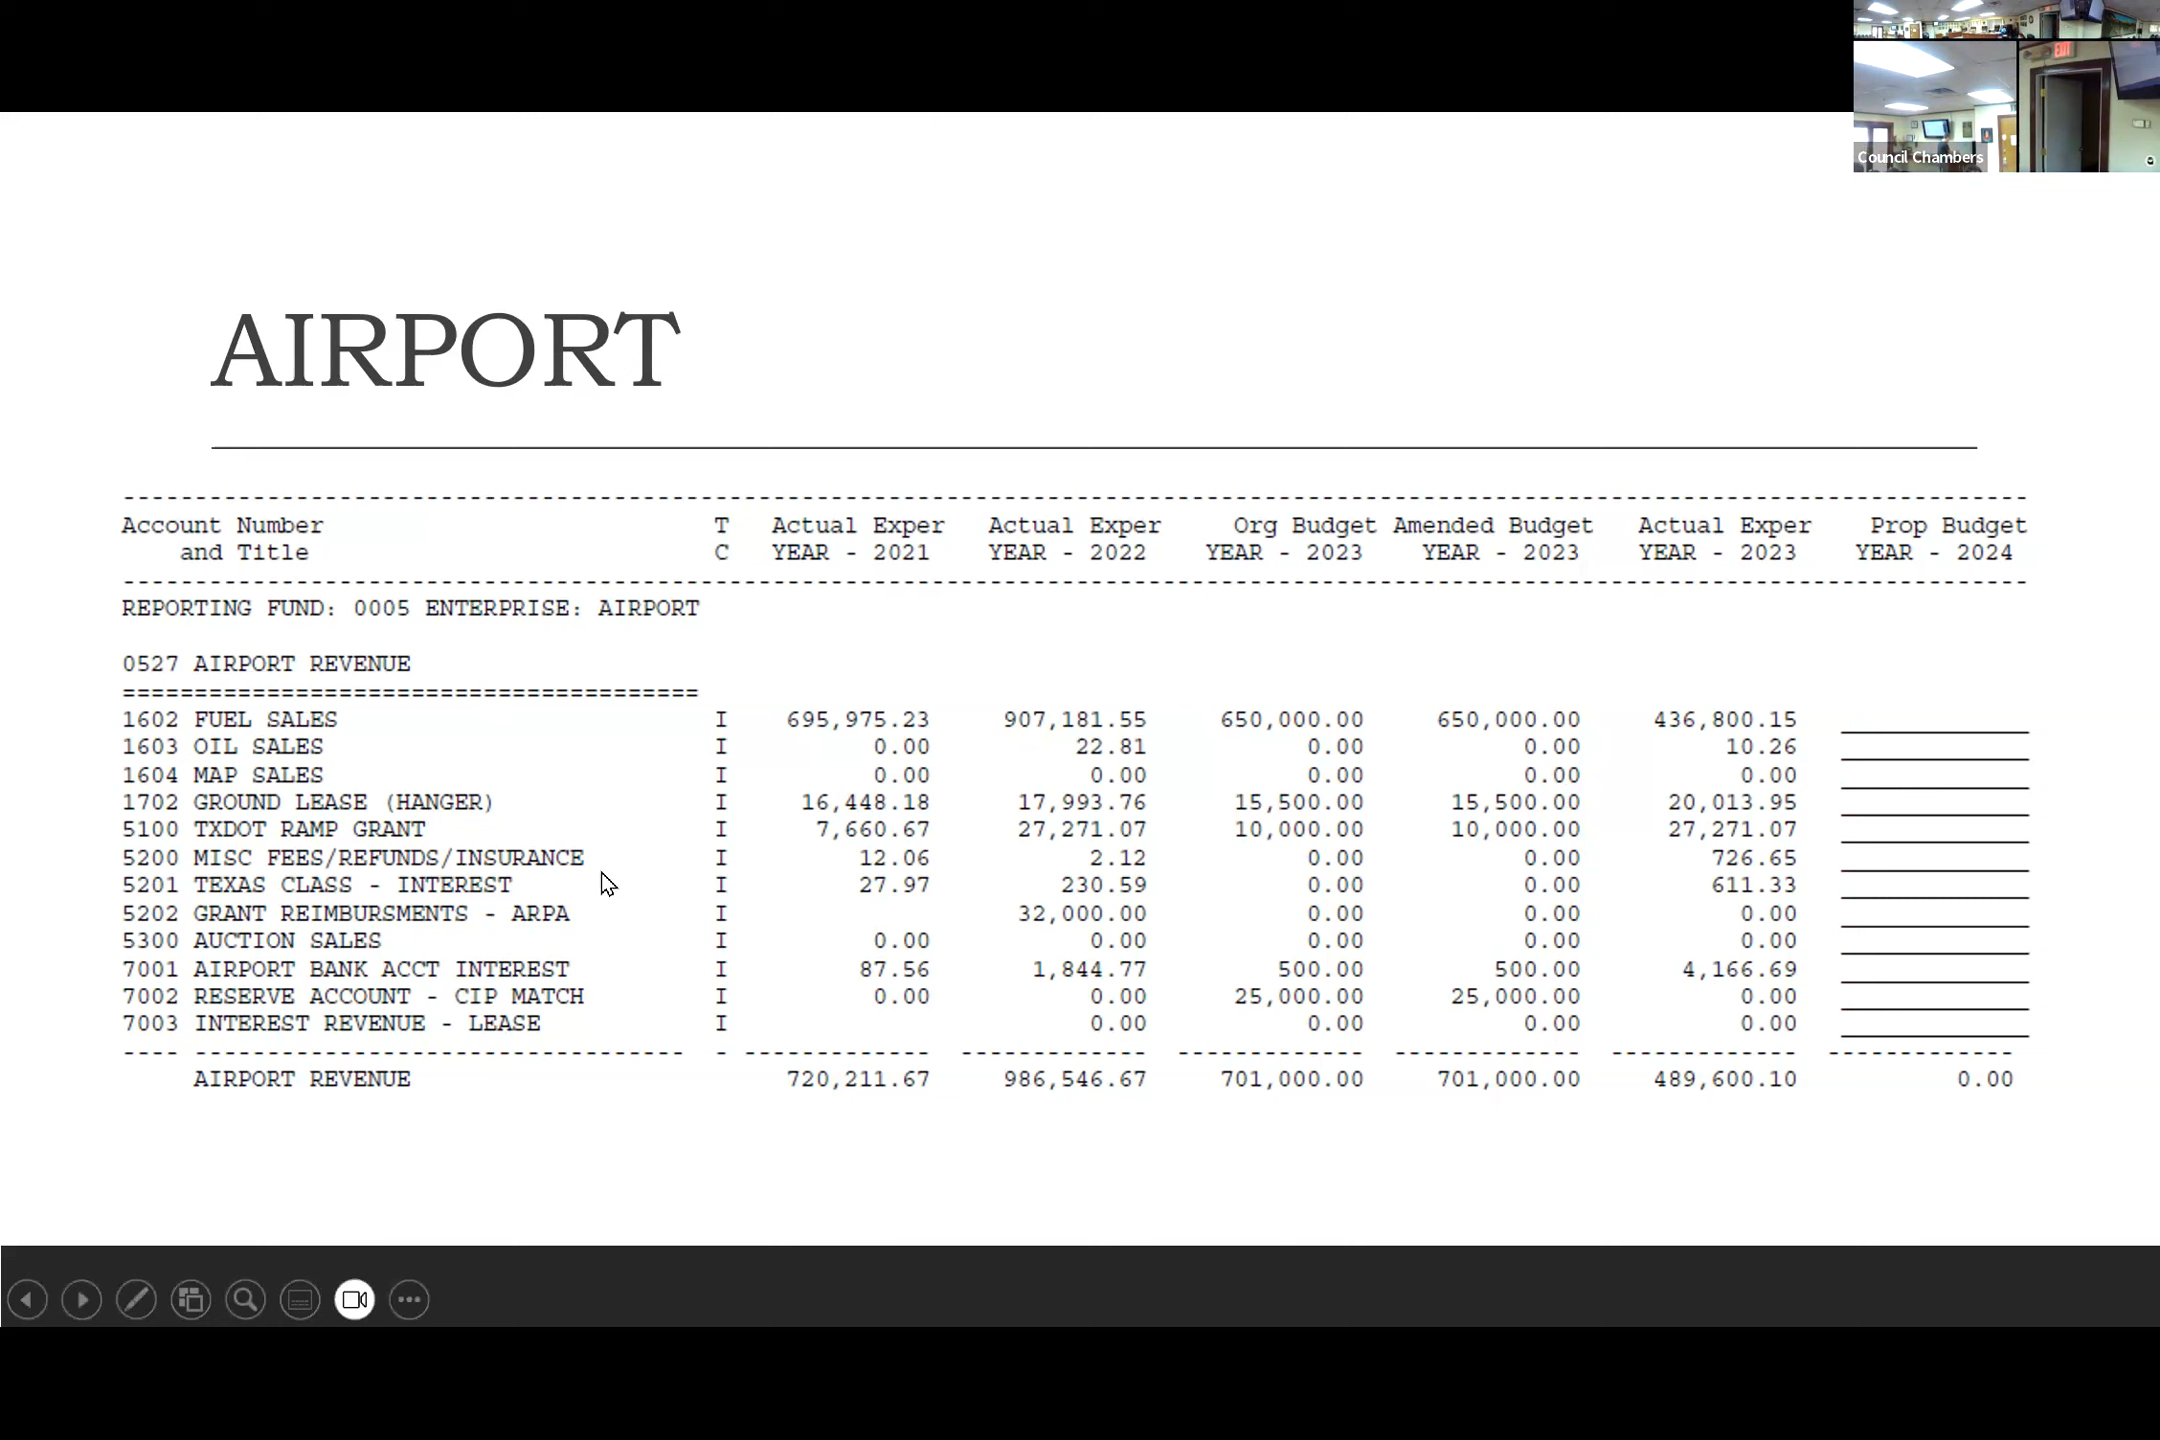 EXIT
Council Chambers
AIRPORT
Account Number T Actual Exper Actual Exper Org Budget Amended Budget Actual Exper Prop Budget
and Title C YEAR - 2021 YEAR - 2022 YEAR - 2023 YEAR - 2023 YEAR - 2023 YEAR - 2024
REPORTING FUND: 0005 ENTERPRISE: AIRPORT
0527 AIRPORT REVENUE
1602 FUEL SALES I 695,975.23 907,181.55 650,000.00 650,000.00 436,800.15
1603 OIL SALES I 0.00 22.81 0.00 0.00 10.26
1604 MAP SALES I 0.00 0.00 0.00 0.00 0.00
1702 GROUND LEASE (HANGER) I 16,448.18 17,993.76 15,500.00 15,500.00 20,013.95
5100 TXDOT RAMP GRANT I 7,660.67 27,271.07 10,000.00 10,000.00 27,271.07
5200 MISC FEES/REFUNDS/INSURANCE I 12.06 2.12 0.00 0.00 726.65
5201 TEXAS CLASS - INTEREST I 27.97 230.59 0.00 0.00 611.33
5202 GRANT REIMBURSMENTS - ARPA I 32,000.00 0.00 0.00 0.00
5300 AUCTION SALES I 0.00 0.00 0.00 0.00 0.00
7001 AIRPORT BANK ACCT INTEREST I 87.56 1,844.77 500.00 500.00 4,166.69
7002 RESERVE ACCOUNT - CIP MATCH I 0.00 0.00 25,000.00 25,000.00 0.00
7003 INTEREST REVENUE - LEASE I 0.00 0.00 0.00 0.00
AIRPORT REVENUE 720,211.67 986,546.67 701,000.00 701,000.00 489,600.10 0.00